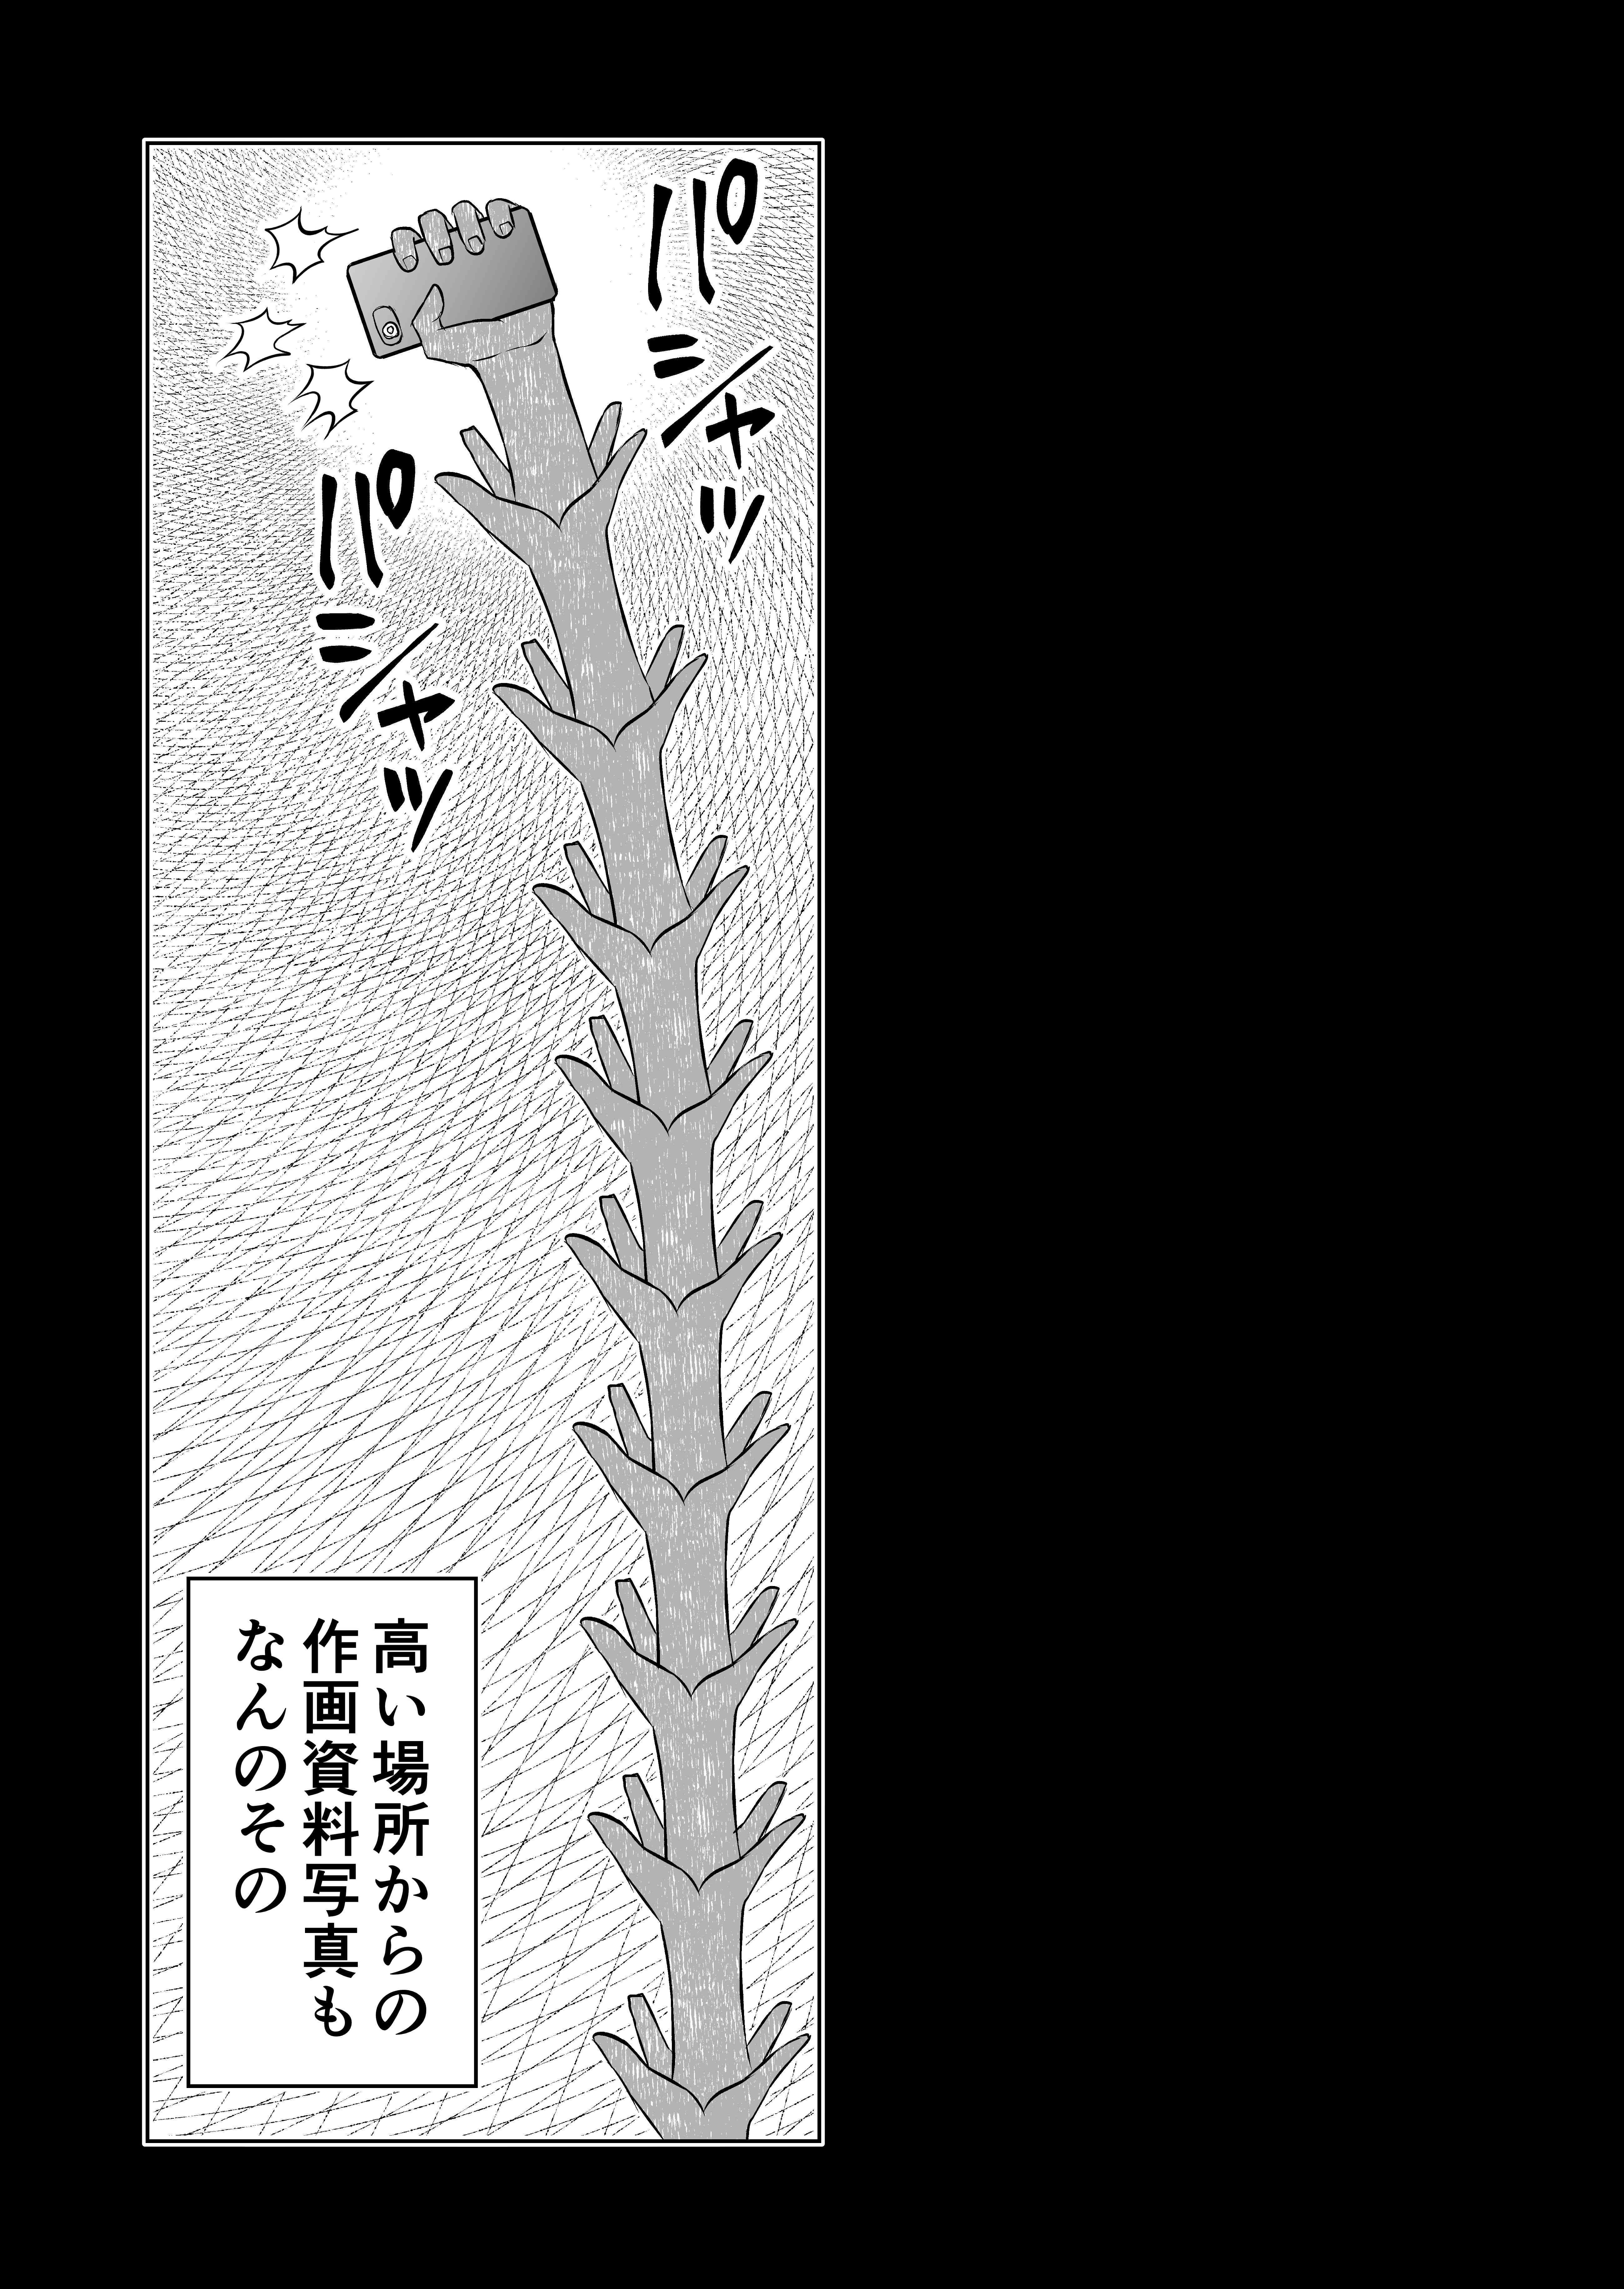 パシャッ
パシャッ
高い場所からの
作画資料写真も
なんのその